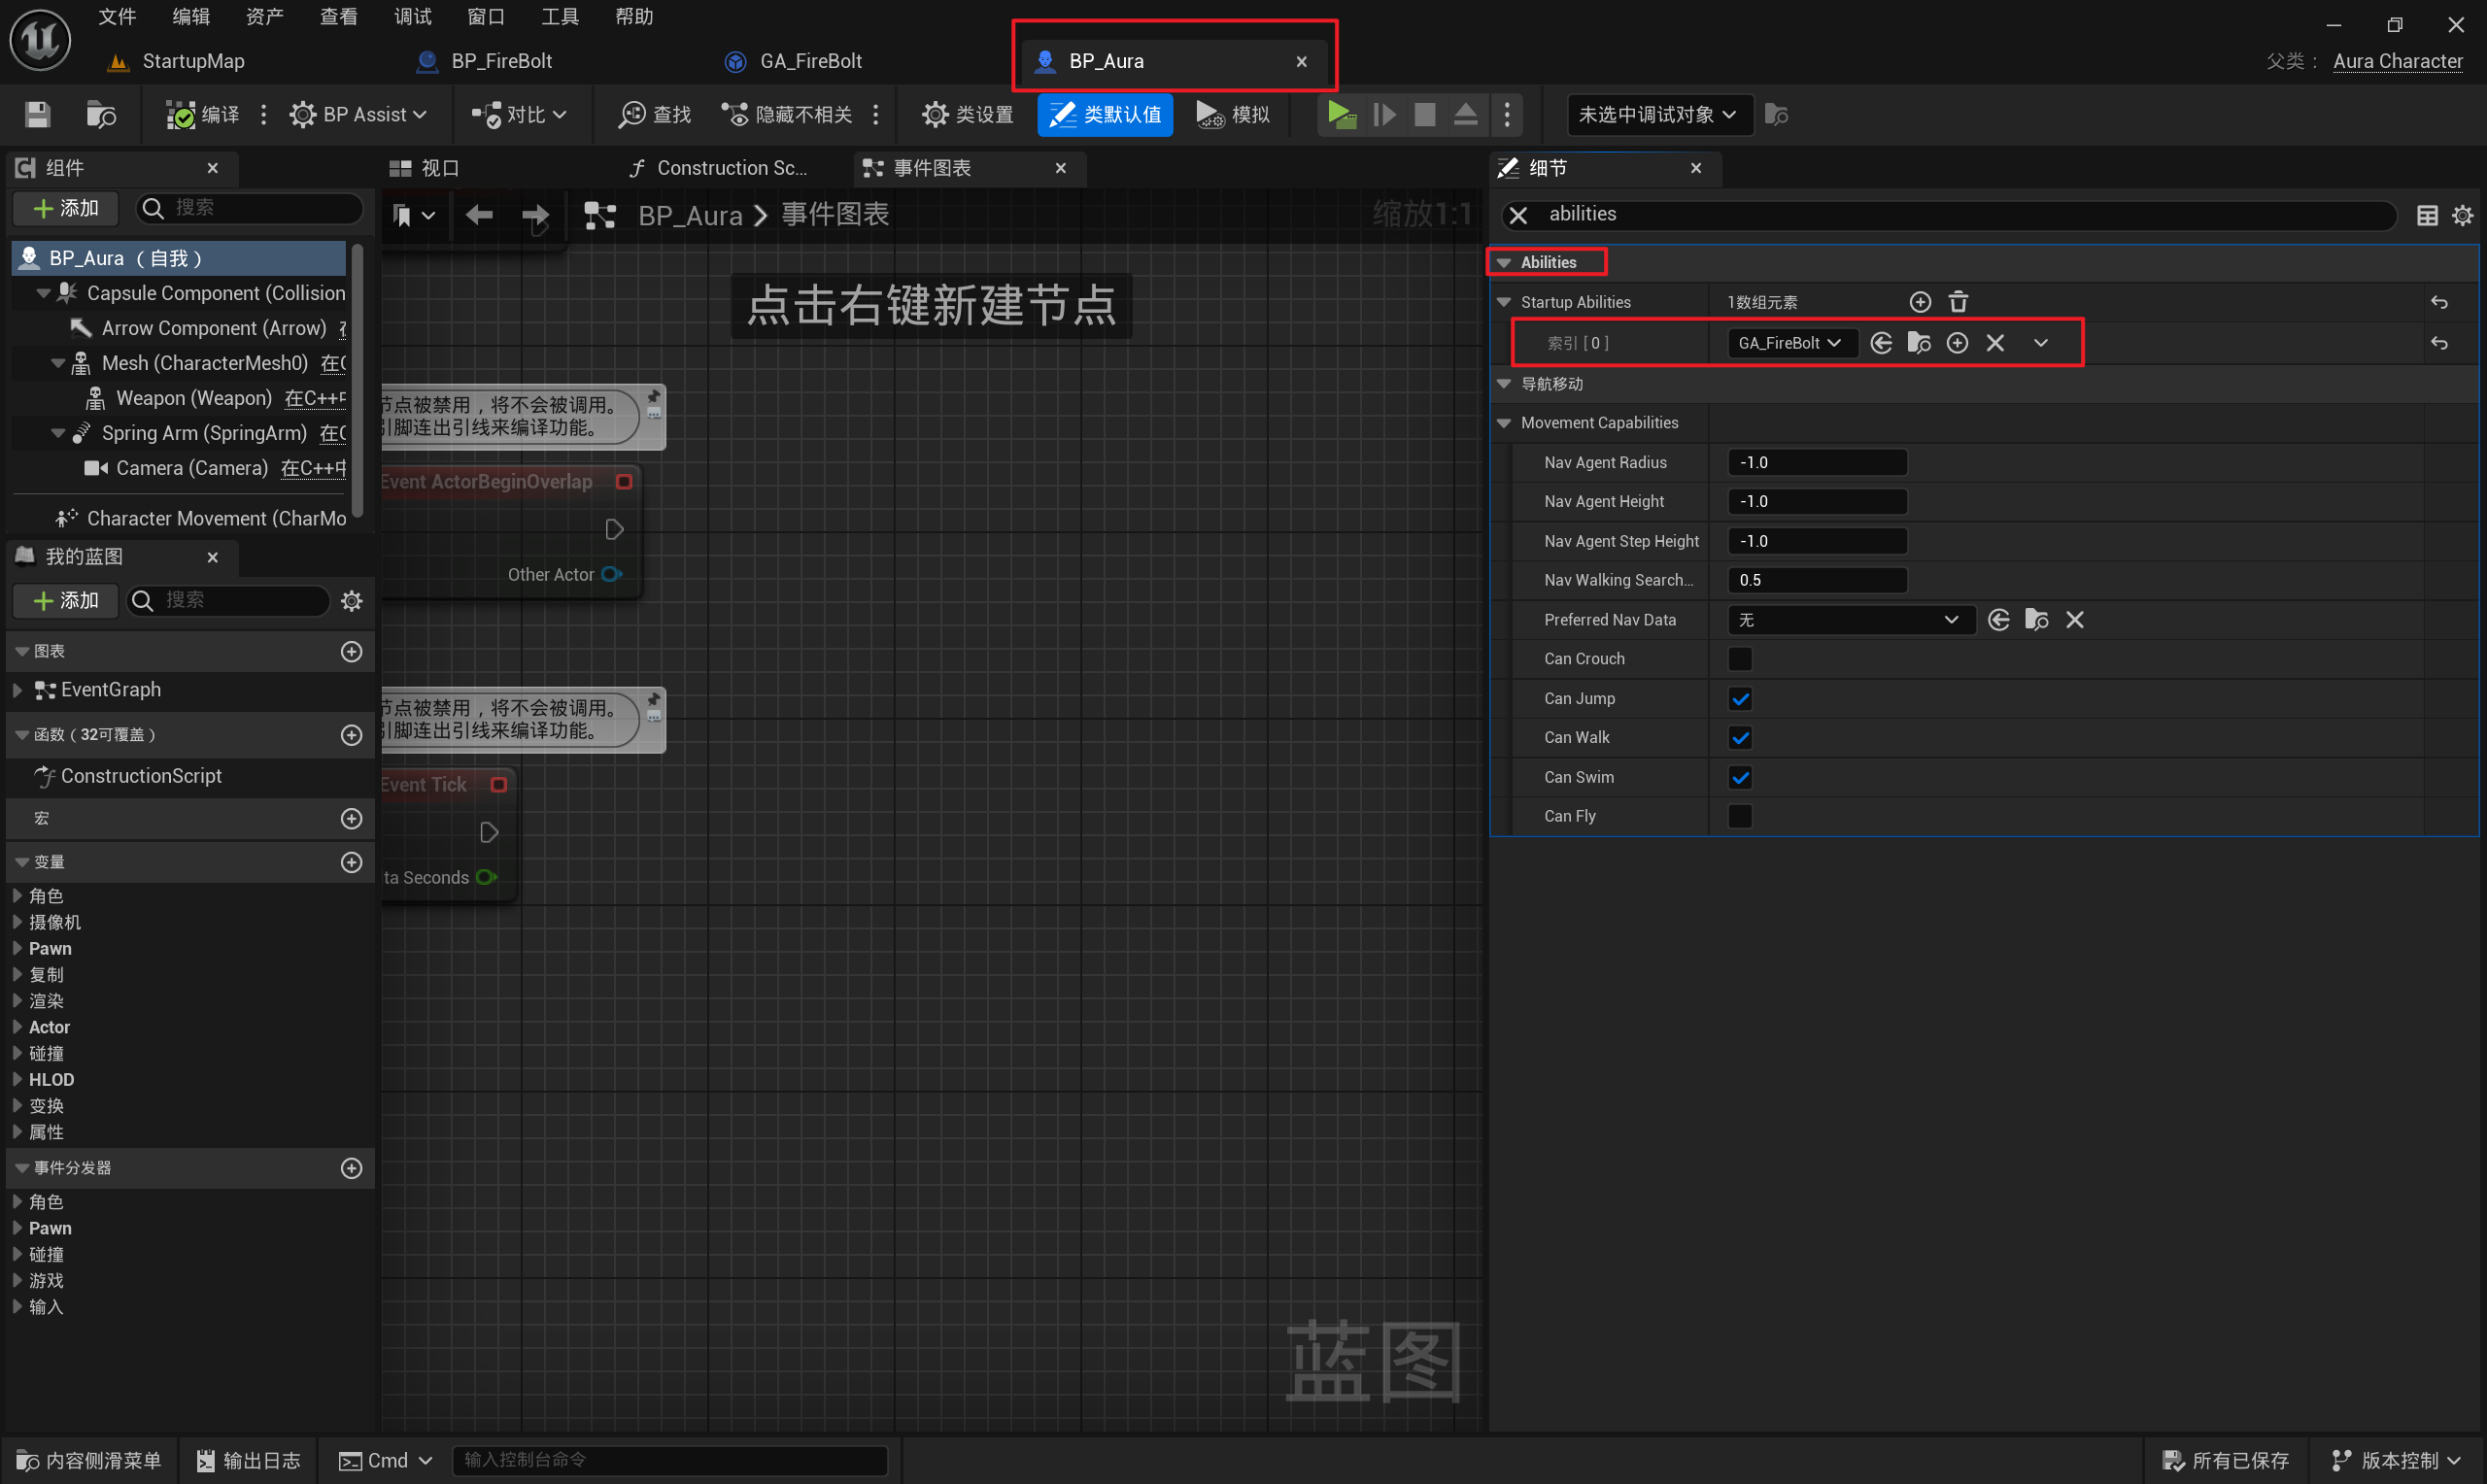 文件 编辑 资产 查看 调试 窗口 工具 帮助
StartupMap BP_FireBolt GA_FireBolt BP_Aura 父类： Aura Character
编译 BP Assist 对比 查找 隐藏不相关 类设置 类默认值 模拟 未选中调试对象
组件
添加 搜索
BP_Aura （自我）
Capsule Component (Collision
Arrow Component (Arrow)
Mesh (CharacterMesh0) 在C
Weapon (Weapon) 在C++中
Spring Arm (SpringArm) 在C
Camera (Camera) 在C++中
Character Movement (CharMo
我的蓝图
添加 搜索
图表
EventGraph
函数（32可覆盖）
ConstructionScript
宏
变量
角色
摄像机
Pawn
复制
渲染
Actor
碰撞
HLOD
变换
属性
事件分发器
角色
Pawn
碰撞
游戏
输入
视口 Construction Sc... 事件图表
BP_Aura 事件图表 缩放1:1
点击右键新建节点
节点被禁用，将不会被调用。
引脚连出引线来编译功能。
Event ActorBeginOverlap
Other Actor
节点被禁用，将不会被调用。
引脚连出引线来编译功能。
Event Tick
ta Seconds
蓝图
细节
abilities
Abilities
Startup Abilities 1数组元素
索引 [ 0 ] GA_FireBolt
导航移动
Movement Capabilities
Nav Agent Radius -1.0
Nav Agent Height -1.0
Nav Agent Step Height -1.0
Nav Walking Search... 0.5
Preferred Nav Data 无
Can Crouch
Can Jump
Can Walk
Can Swim
Can Fly
内容侧滑菜单 输出日志 Cmd 输入控制台命令 所有已保存 版本控制